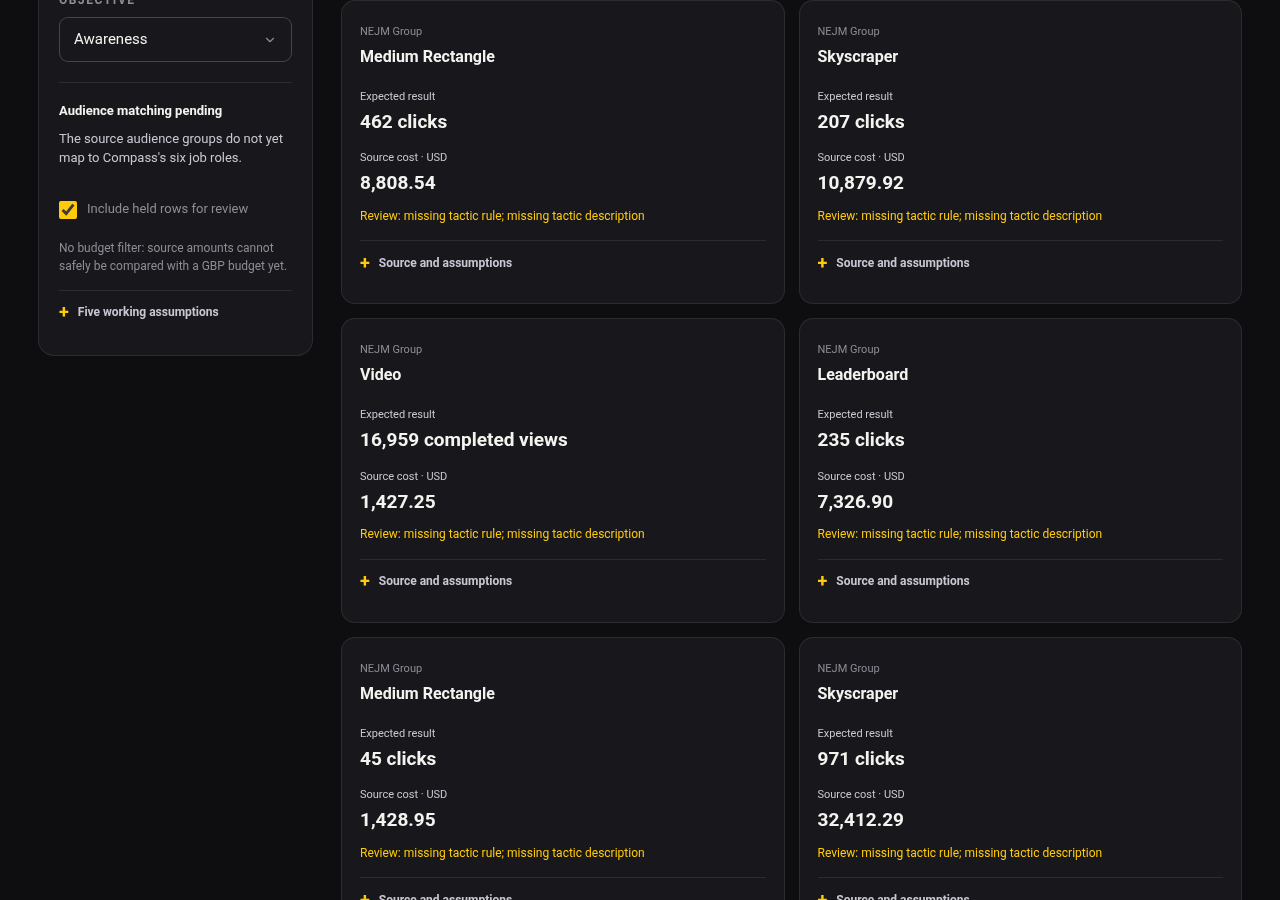 OBJECTIVE
Awareness
Audience matching pending
The source audience groups do not yet
map to Compass's six job roles.
Include held rows for review
No budget filter: source amounts cannot
safely be compared with a GBP budget yet.
+ Five working assumptions
NEJM Group
Medium Rectangle
Expected result
462 clicks
Source cost · USD
8,808.54
Review: missing tactic rule; missing tactic description
+ Source and assumptions
NEJM Group
Skyscraper
Expected result
207 clicks
Source cost · USD
10,879.92
Review: missing tactic rule; missing tactic description
+ Source and assumptions
NEJM Group
Video
Expected result
16,959 completed views
Source cost · USD
1,427.25
Review: missing tactic rule; missing tactic description
+ Source and assumptions
NEJM Group
Leaderboard
Expected result
235 clicks
Source cost · USD
7,326.90
Review: missing tactic rule; missing tactic description
+ Source and assumptions
NEJM Group
Medium Rectangle
Expected result
45 clicks
Source cost · USD
1,428.95
Review: missing tactic rule; missing tactic description
+ Source and assumptions
NEJM Group
Skyscraper
Expected result
971 clicks
Source cost · USD
32,412.29
Review: missing tactic rule; missing tactic description
+ Source and assumptions